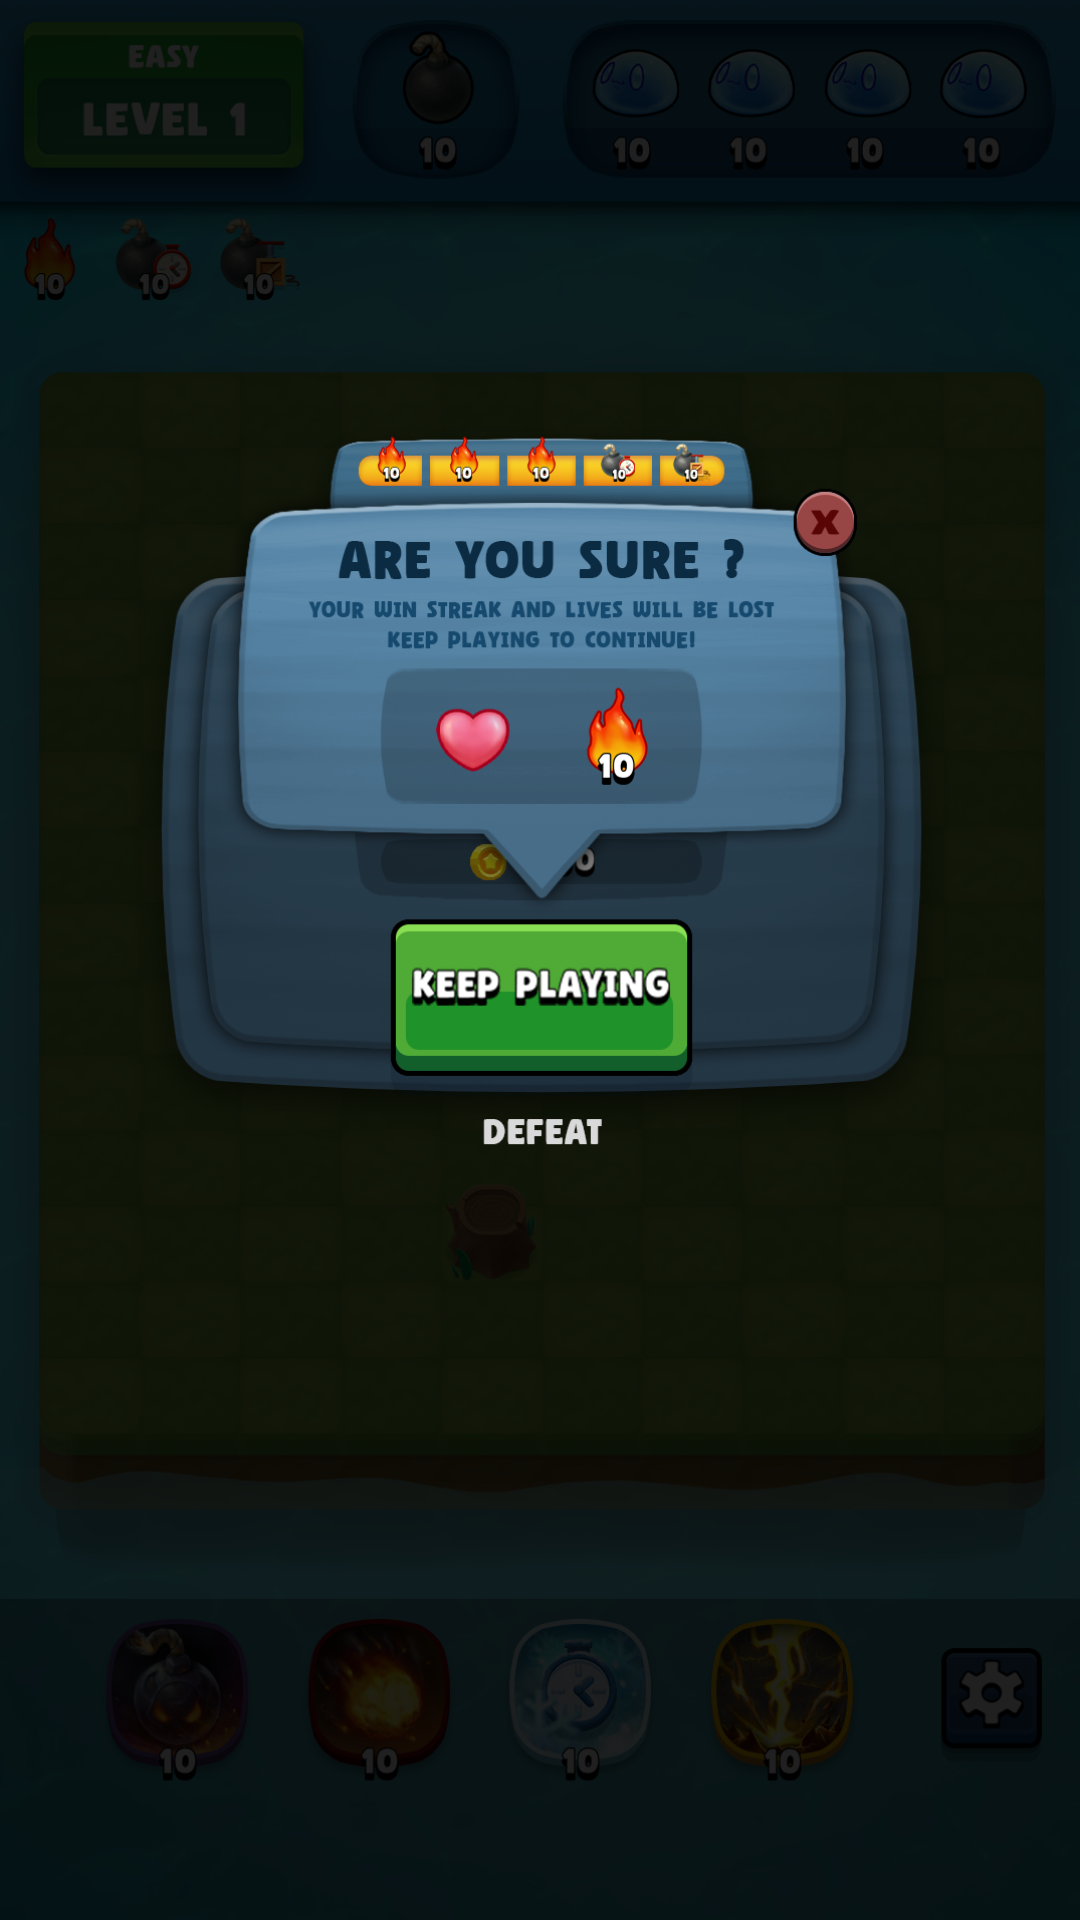 EASY
LEVEL 1
10
10 10 10 10
10 10 10
10 10 10 10 10
X
ARE YOU SURE ?
YOUR WIN STREAK AND LIVES WILL BE LOST
KEEP PLAYING TO CONTINUE!
10
0
KEEP PLAYING
DEFEAT
10 10 10 10